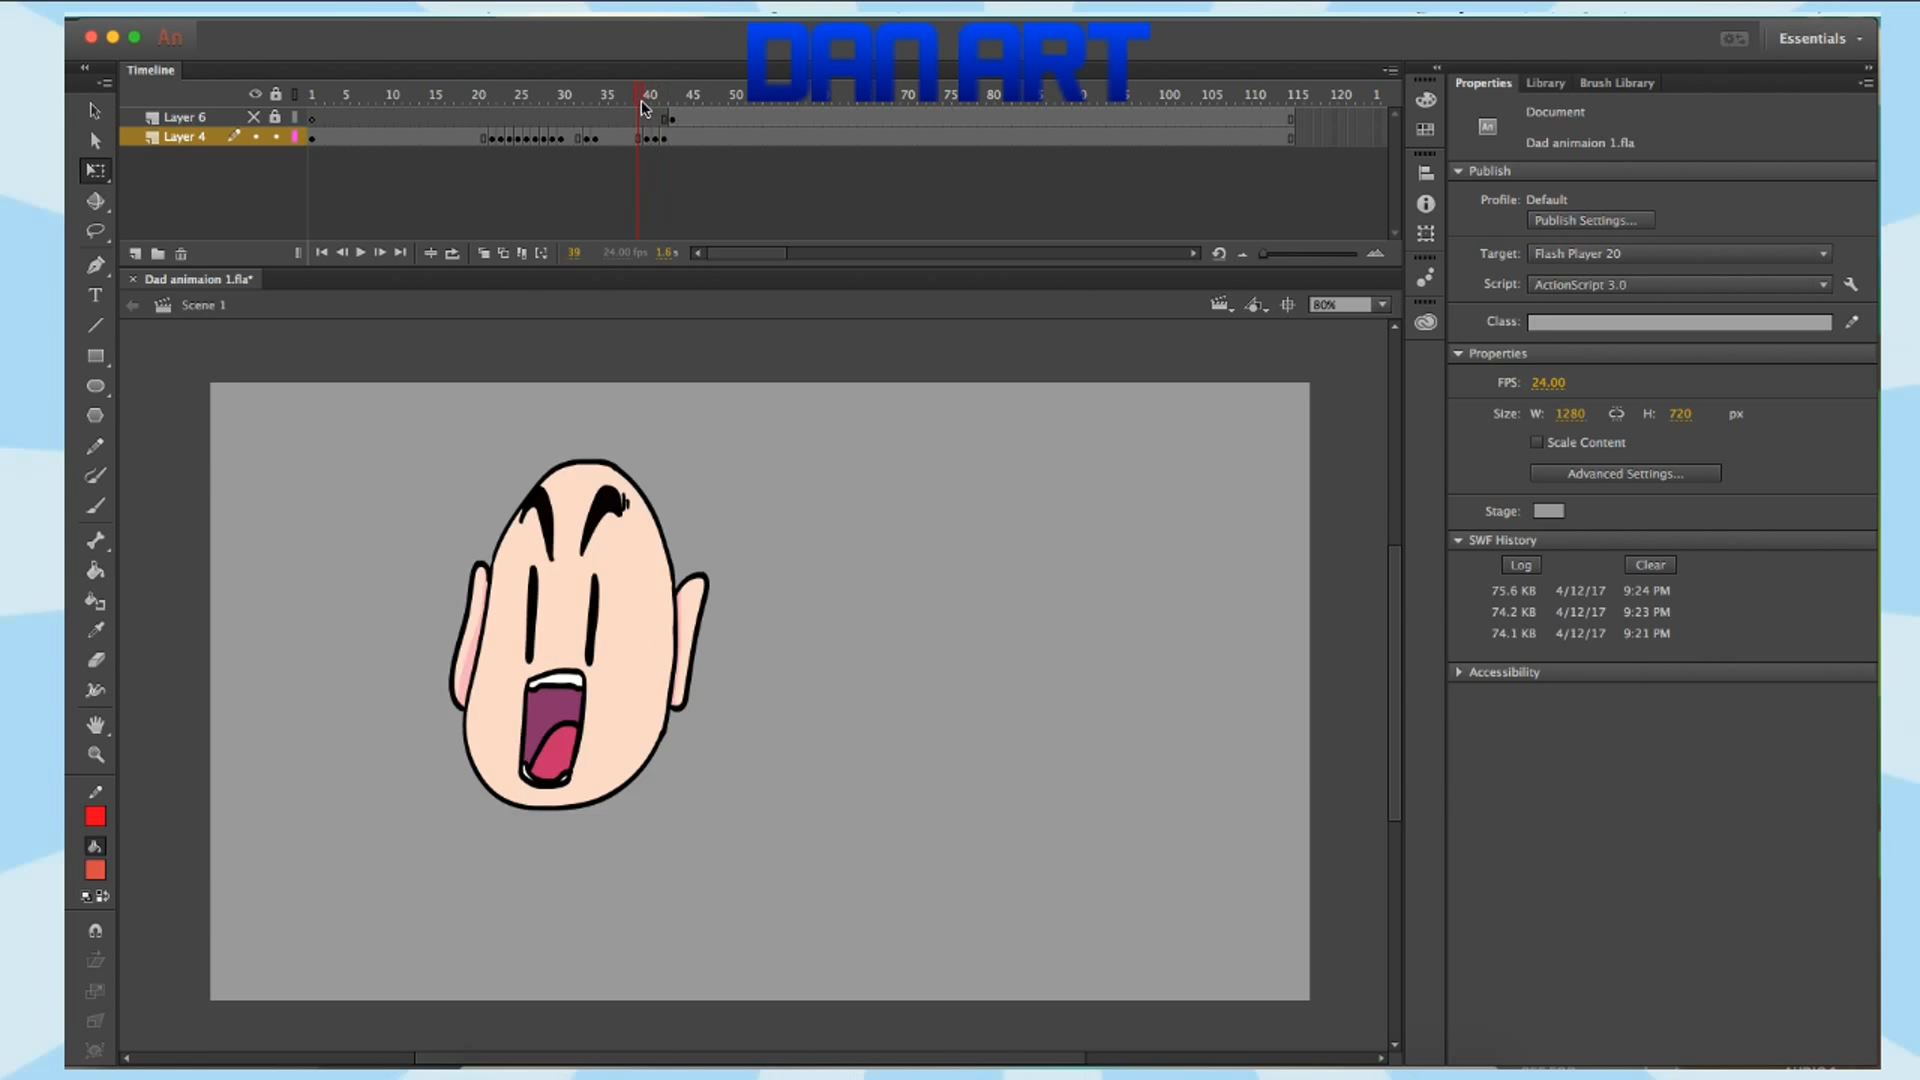 DAN ART
An
Essentials
Timeline
1 5 10 15 20 25 30 35 40 45 50 70 75 80 100 105 110 115 120 1
Layer 6
Layer 4
39 24.00 fps 1.6 s
Dad animaion 1.fla*
Scene 1
80%
T
Properties Library Brush Library
Document
An
Dad animaion 1.fla
Publish
Profile: Default
Publish Settings...
Target: Flash Player 20
Script: ActionScript 3.0
Class:
Properties
FPS: 24.00
Size: W: 1280 H: 720 px
Scale Content
Advanced Settings...
Stage:
SWF History
Log Clear
75.6 KB 4/12/17 9:24 PM
74.2 KB 4/12/17 9:23 PM
74.1 KB 4/12/17 9:21 PM
Accessibility